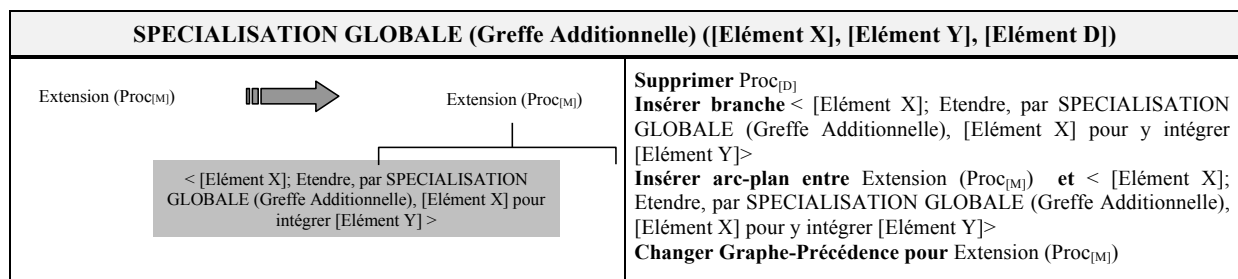 SPECIALISATION GLOBALE (Greffe Additionnelle) ([Elément X], [Elément Y], [Elément D])
Extension (Proc[M])
Extension (Proc[M])
< [Elément X]; Etendre, par SPECIALISATION
GLOBALE (Greffe Additionnelle), [Elément X] pour
intégrer [Elément Y] >
Supprimer Proc[D]
Insérer branche < [Elément X]; Etendre, par SPECIALISATION
GLOBALE (Greffe Additionnelle), [Elément X] pour y intégrer
[Elément Y]>
Insérer arc-plan entre Extension (Proc[M]) et < [Elément X];
Etendre, par SPECIALISATION GLOBALE (Greffe Additionnelle),
[Elément X] pour y intégrer [Elément Y]>
Changer Graphe-Précédence pour Extension (Proc[M])